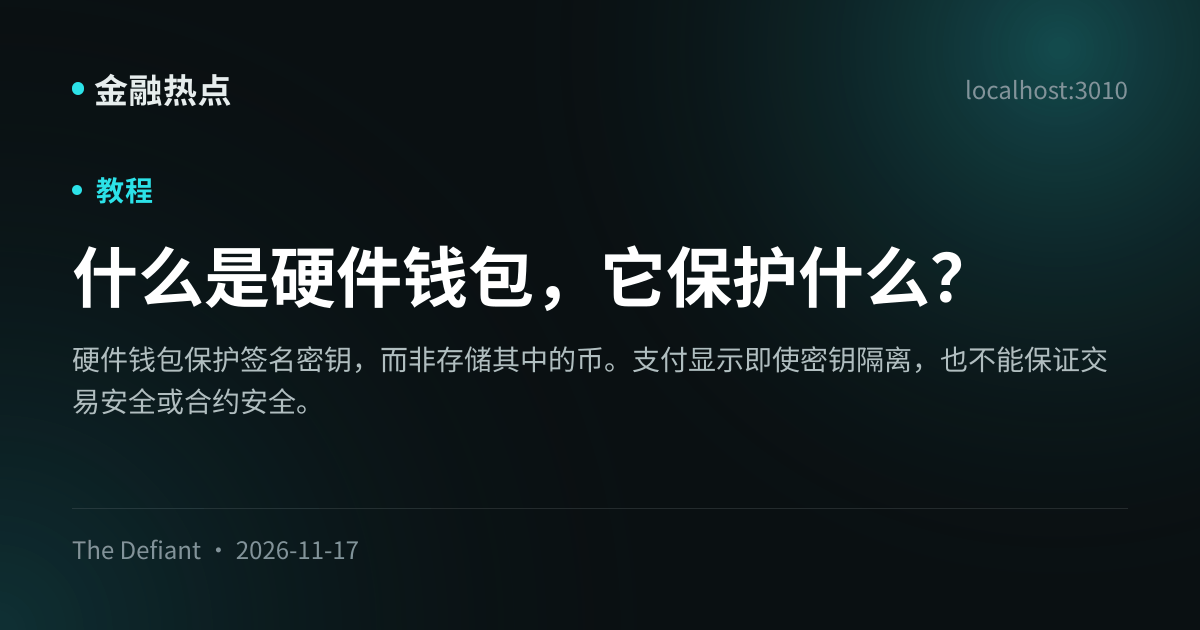 金融热点
localhost:3010
教程
什么是硬件钱包，它保护什么？
硬件钱包保护签名密钥，而非存储其中的币。支付显示即使密钥隔离，也不能保证交
易安全或合约安全。
The Defiant • 2026-11-17